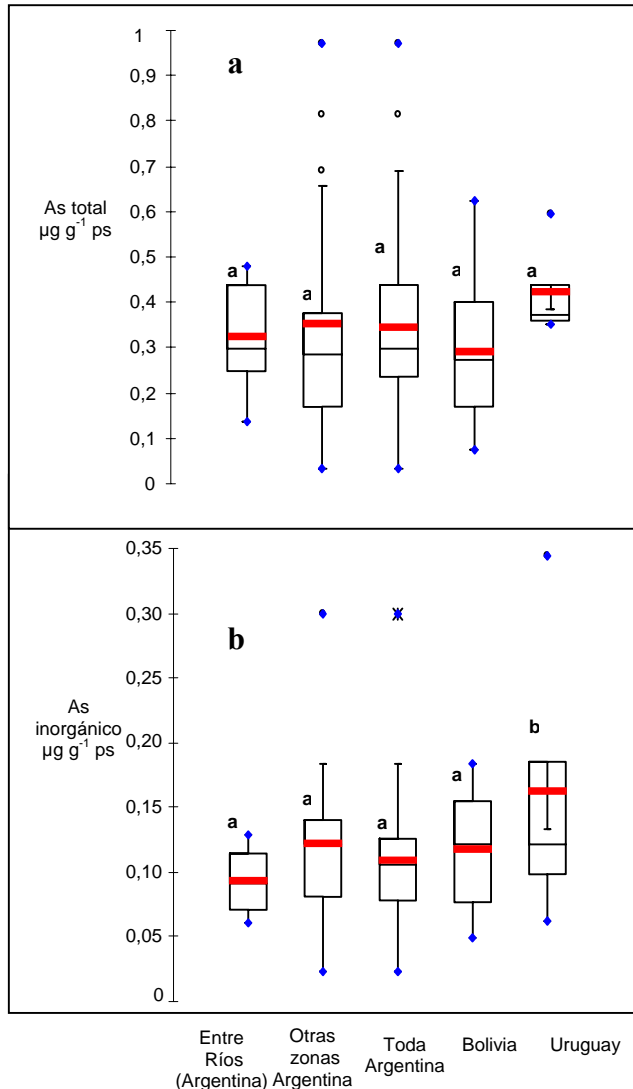 1
a
0,9
0,8
0,7
0,6
As total
µg g⁻¹ ps
0,5
a a a a a
0,4
0,3
0,2
0,1
0
0,35
0,30
b
0,25
As
inorgánico
µg g⁻¹ ps
0,20
b
0,15
a a a a
0,10
0,05
0
Entre
Ríos
(Argentina)
Otras
zonas
Argentina
Toda
Argentina
Bolivia
Uruguay